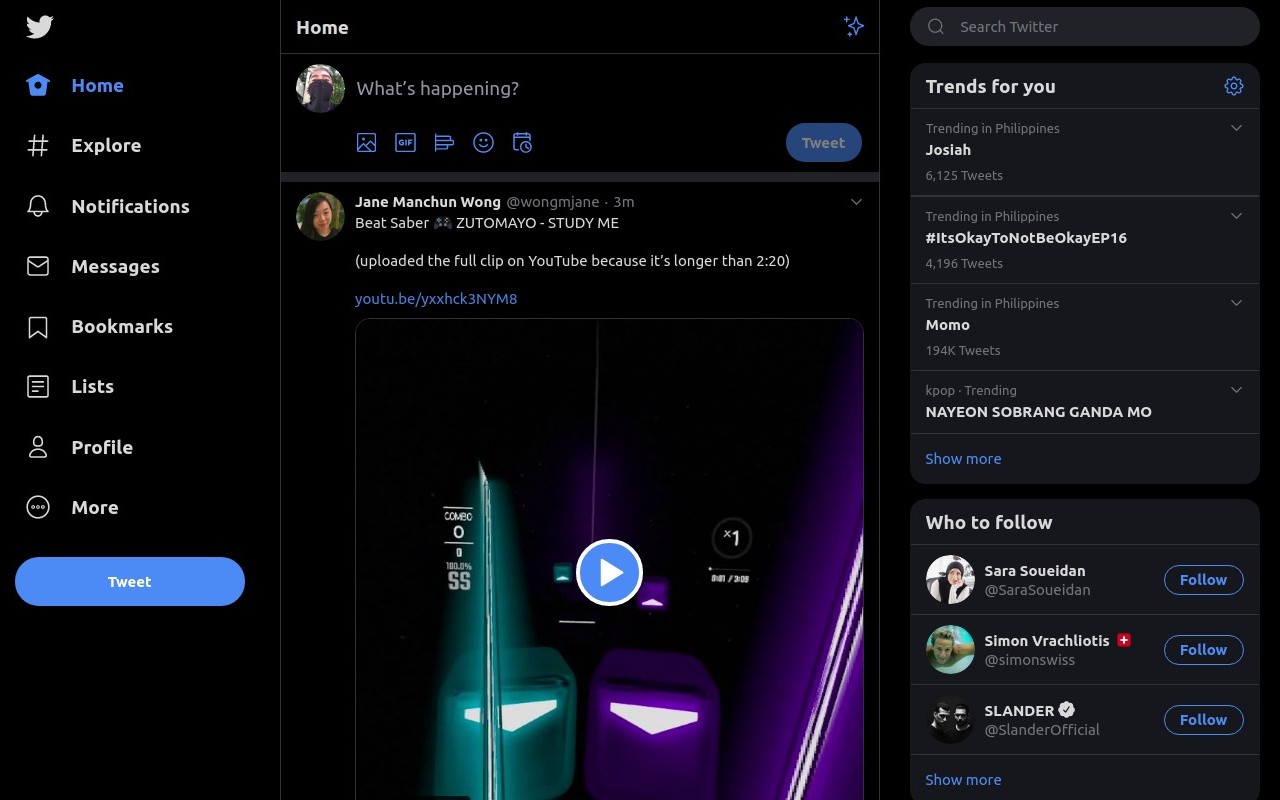 Home
Explore
Notifications
Messages
Bookmarks
Lists
Profile
More
Tweet
Home
What's happening?
GIF
Tweet
Jane Manchun Wong @wongmjane · 3m
Beat Saber 🎮 ZUTOMAYO - STUDY ME
(uploaded the full clip on YouTube because it's longer than 2:20)
youtu.be/yxxhck3NYM8
COMBO
0
0
100.0%
SS
x1
0:01 / 3:09
Search Twitter
Trends for you
Trending in Philippines
Josiah
6,125 Tweets
Trending in Philippines
#ItsOkayToNotBeOkayEP16
4,196 Tweets
Trending in Philippines
Momo
194K Tweets
kpop · Trending
NAYEON SOBRANG GANDA MO
Show more
Who to follow
Sara Soueidan
@SaraSoueidan
Follow
Simon Vrachliotis
@simonswiss
Follow
SLANDER
@SlanderOfficial
Follow
Show more